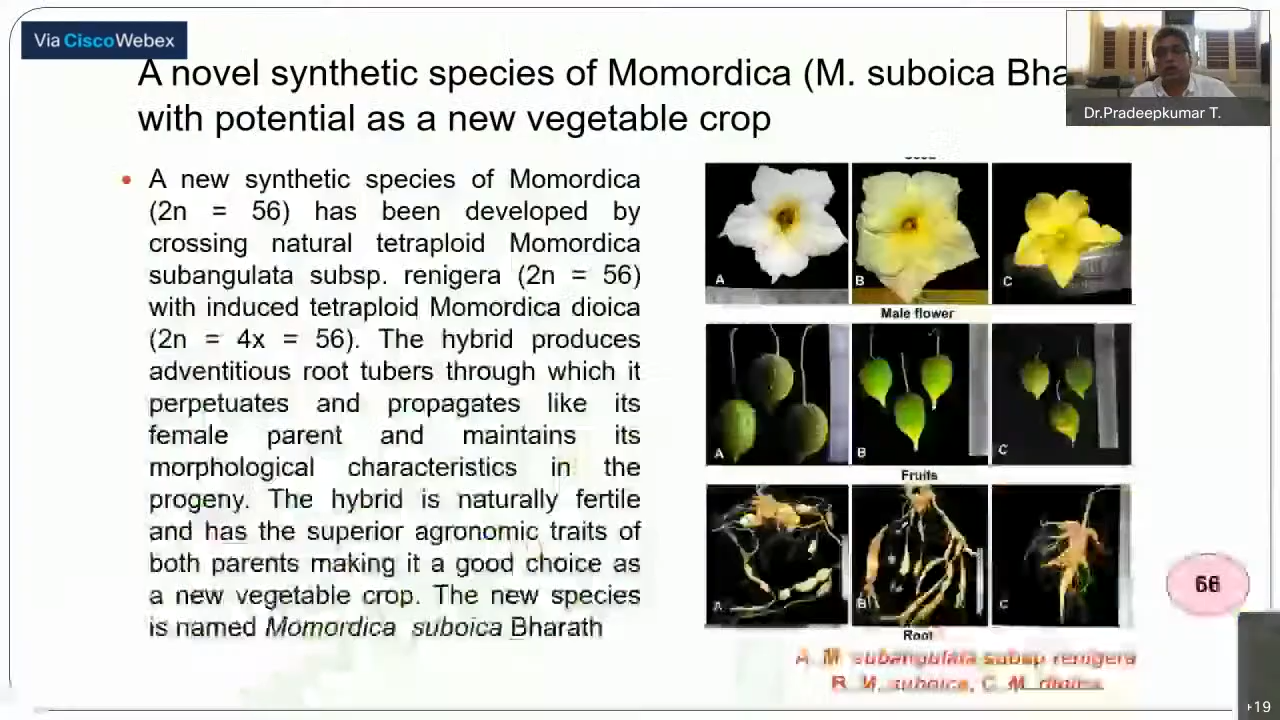 Via CiscoWebex
A novel synthetic species of Momordica (M. suboica Bha
with potential as a new vegetable crop
Dr.Pradeepkumar T.
• A new synthetic species of Momordica
(2n = 56) has been developed by
crossing natural tetraploid Momordica
subangulata subsp. renigera (2n = 56)
with induced tetraploid Momordica dioica
(2n = 4x = 56). The hybrid produces
adventitious root tubers through which it
perpetuates and propagates like its
female parent and maintains its
morphological characteristics in the
progeny. The hybrid is naturally fertile
and has the superior agronomic traits of
both parents making it a good choice as
a new vegetable crop. The new species
is named Momordica suboica Bharath
A B C
Male flower
A B C
Fruits
A B C
Root
A. M. subangulata subsp renigera
B. M. suboica, C. M. dioica
66
+19